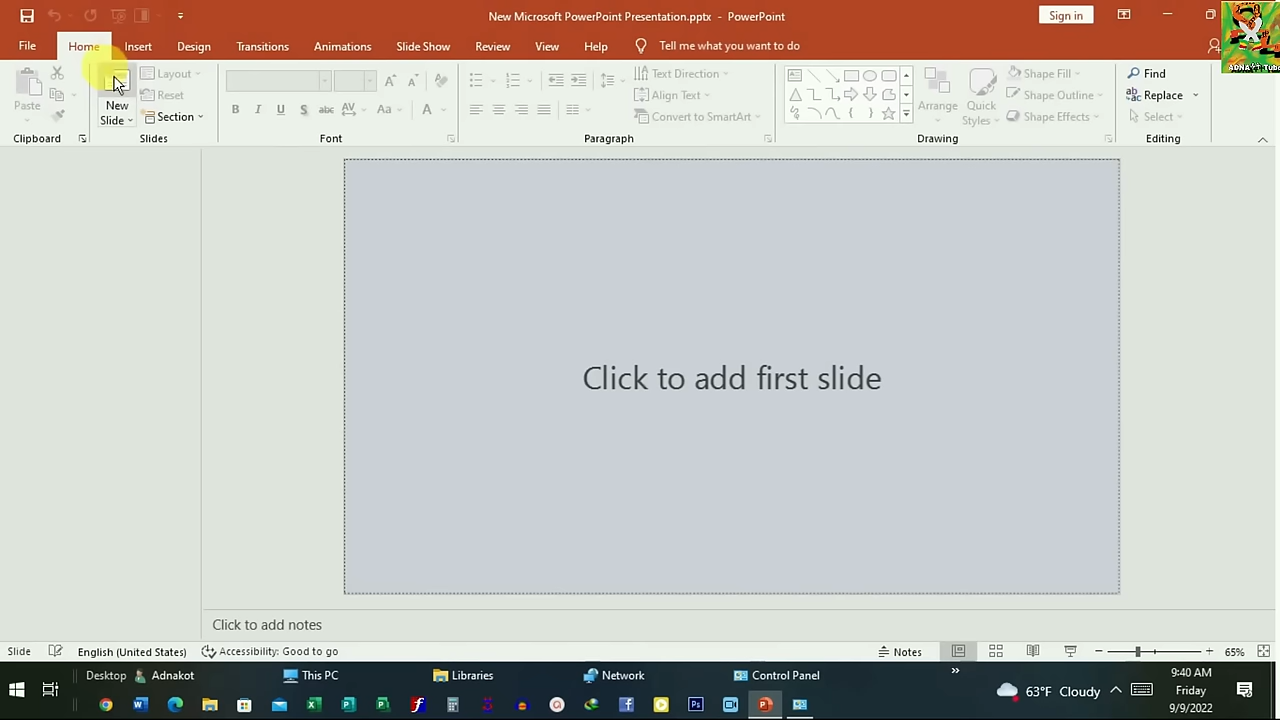 New Microsoft PowerPoint Presentation.pptx - PowerPoint
Sign in
File
Home
Insert
Design
Transitions
Animations
Slide Show
Review
View
Help
Tell me what you want to do
Paste
New
Slide
Layout
Reset
Section
Text Direction
Align Text
Convert to SmartArt
Arrange
Quick
Styles
Shape Fill
Shape Outline
Shape Effects
Find
Replace
Select
Clipboard
Slides
Font
Paragraph
Drawing
Editing
B I U abc AV Aa A
Click to add first slide
Click to add notes
Slide
English (United States)
Accessibility: Good to go
Notes
65%
Desktop
Adnakot
This PC
Libraries
Network
Control Panel
63°F Cloudy
9:40 AM
Friday
9/9/2022